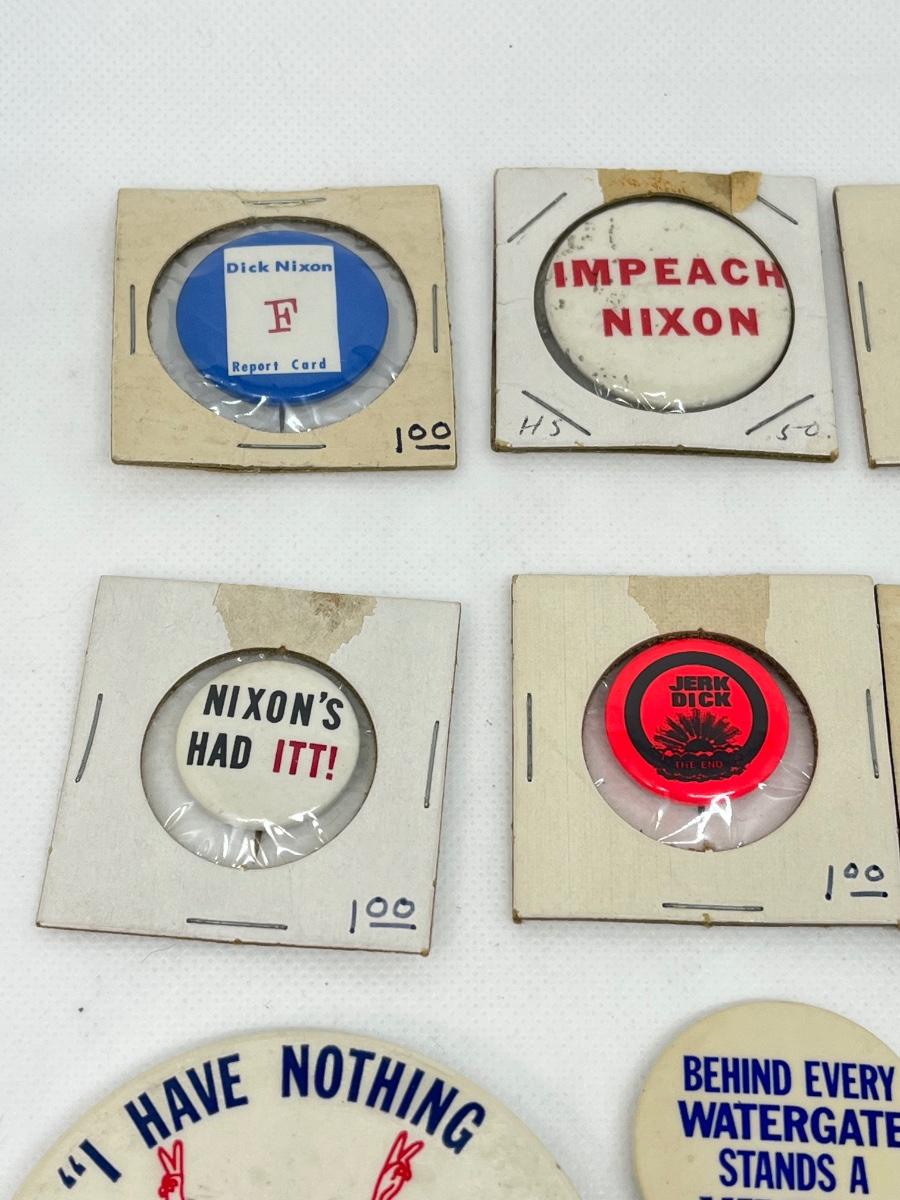 Dick Nixon
F
Report Card
1.00
IMPEACH
NIXON
HS
50
NIXON'S
HAD ITT!
1.00
JERK
DICK
THE END
1.00
"I HAVE NOTHING
BEHIND EVERY
WATERGATE
STANDS A